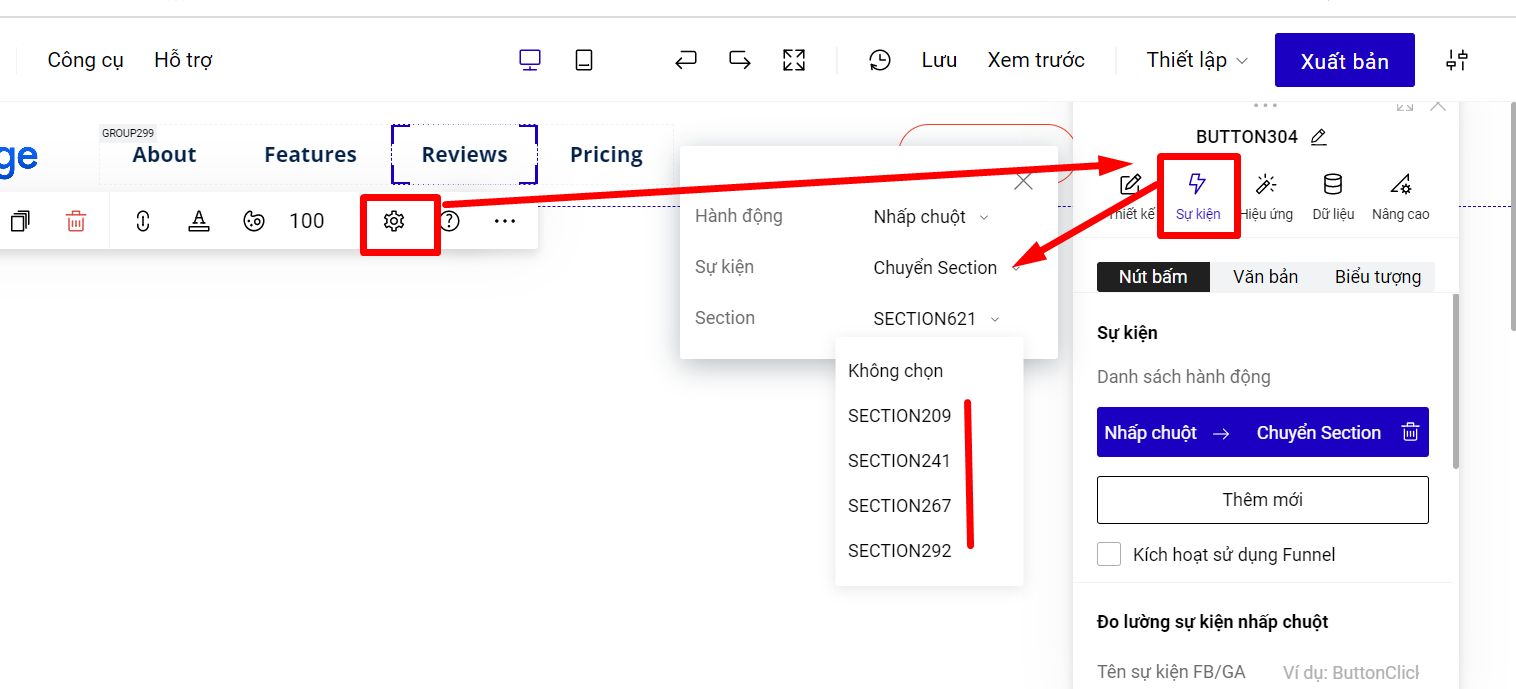 Công cụ Hỗ trợ Lưu Xem trước Thiết lập Xuất bản
GROUP299
ge About Features Reviews Pricing
BUTTON304
100
Thiết kế Sự kiện Hiệu ứng Dữ liệu Nâng cao
Hành động Nhấp chuột
Sự kiện Chuyển Section
Section SECTION621
Không chọn
SECTION209
SECTION241
SECTION267
SECTION292
Nút bấm Văn bản Biểu tượng
Sự kiện
Danh sách hành động
Nhấp chuột → Chuyển Section
Thêm mới
Kích hoạt sử dụng Funnel
Đo lường sự kiện nhấp chuột
Tên sự kiện FB/GA Ví dụ: ButtonClick